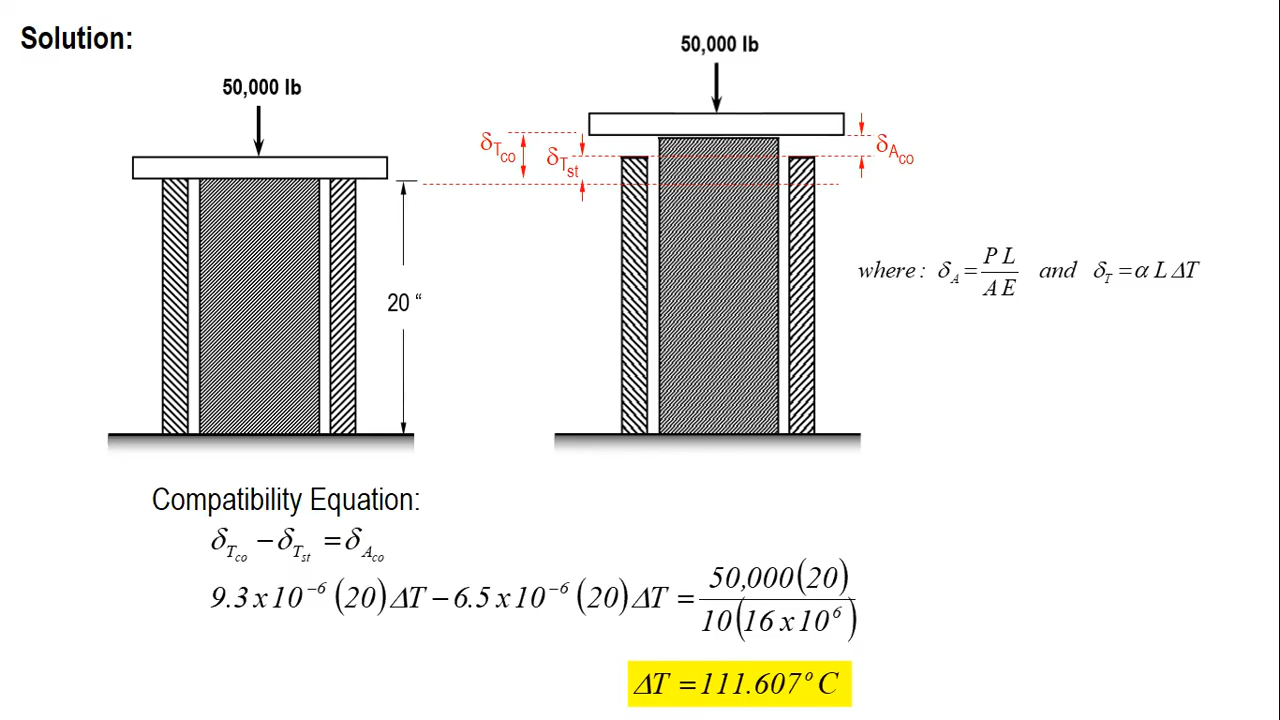 Solution:
50,000 lb
50,000 lb
δTco
δTst
δAco
20 “
where : δA = P L / A E and δT = α L ΔT
Compatibility Equation:
δTco − δTst = δAco
9.3 x 10⁻⁶ (20) ΔT − 6.5 x 10⁻⁶ (20) ΔT = 50,000 (20) / 10 (16 x 10⁶)
ΔT = 111.607° C